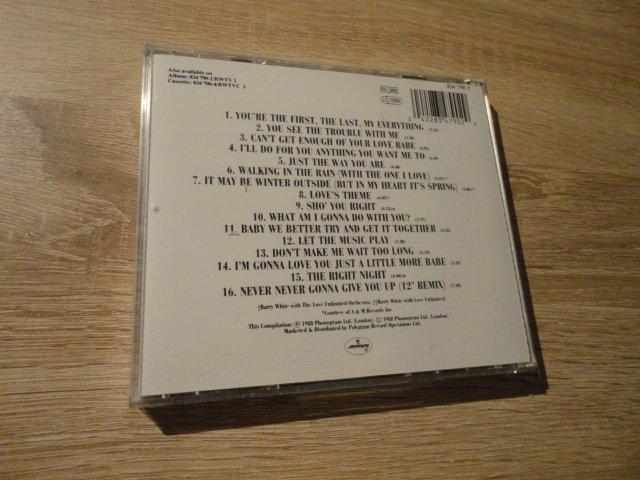 Also available on
Album: 834 790-1/BWTV 1
Cassette: 834 790-4/BWTVC 1
834 790-2
1. YOU'RE THE FIRST, THE LAST, MY EVERYTHING
2. YOU SEE THE TROUBLE WITH ME
3. CAN'T GET ENOUGH OF YOUR LOVE BABE
4. I'LL DO FOR YOU ANYTHING YOU WANT ME TO
5. JUST THE WAY YOU ARE
6. WALKING IN THE RAIN (WITH THE ONE I LOVE)
7. IT MAY BE WINTER OUTSIDE (BUT IN MY HEART IT'S SPRING)
8. LOVE'S THEME
9. SHO' YOU RIGHT
10. WHAT AM I GONNA DO WITH YOU?
11. BABY WE BETTER TRY AND GET IT TOGETHER
12. LET THE MUSIC PLAY
13. DON'T MAKE ME WAIT TOO LONG
14. I'M GONNA LOVE YOU JUST A LITTLE MORE BABE
15. THE RIGHT NIGHT
16. NEVER NEVER GONNA GIVE YOU UP (12" REMIX)
†Barry White with The Love Unlimited Orchestra. ††Barry White with Love Unlimited.
*Courtesy of A & M Records Inc.
This Compilation: Ⓟ 1988 Phonogram Ltd. (London). © 1988 Phonogram Ltd. (London).
Marketed & Distributed by Polygram Record Operations Ltd.